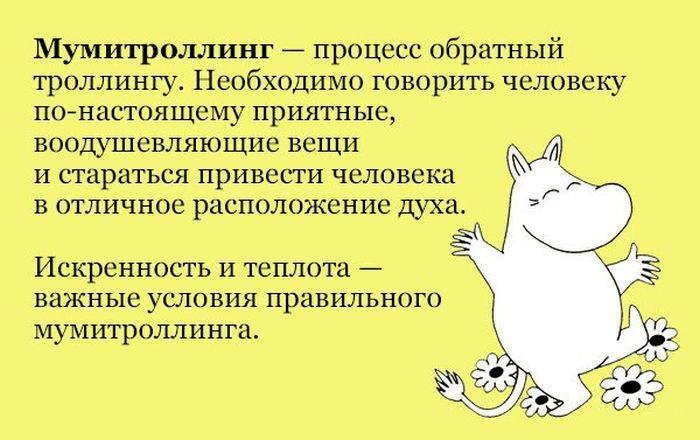 Мумитроллинг — процесс обратный
троллингу. Необходимо говорить человеку
по-настоящему приятные,
воодушевляющие вещи
и стараться привести человека
в отличное расположение духа.
Искренность и теплота —
важные условия правильного
мумитроллинга.